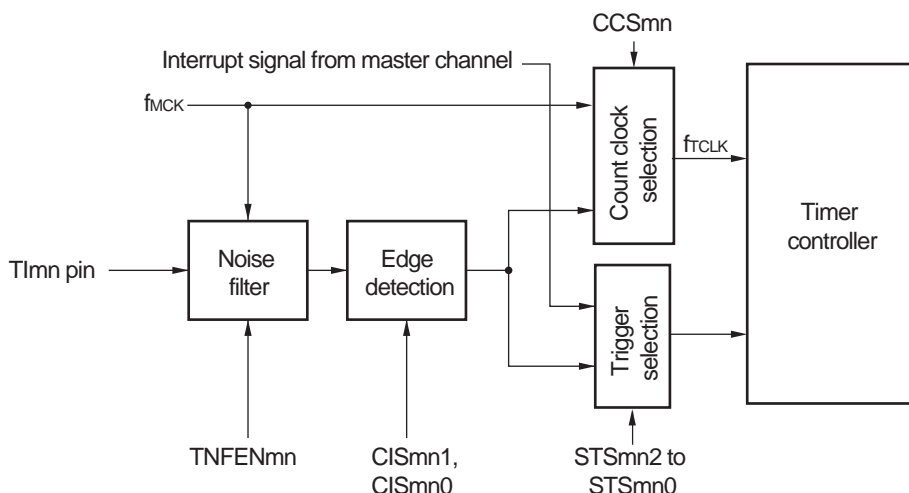 CCSmn
Interrupt signal from master channel
fMCK
Count clock
selection
fTCLK
Timer
controller
TImn pin
Noise
filter
Edge
detection
Trigger
selection
TNFENmn
CISmn1,
CISmn0
STSmn2 to
STSmn0